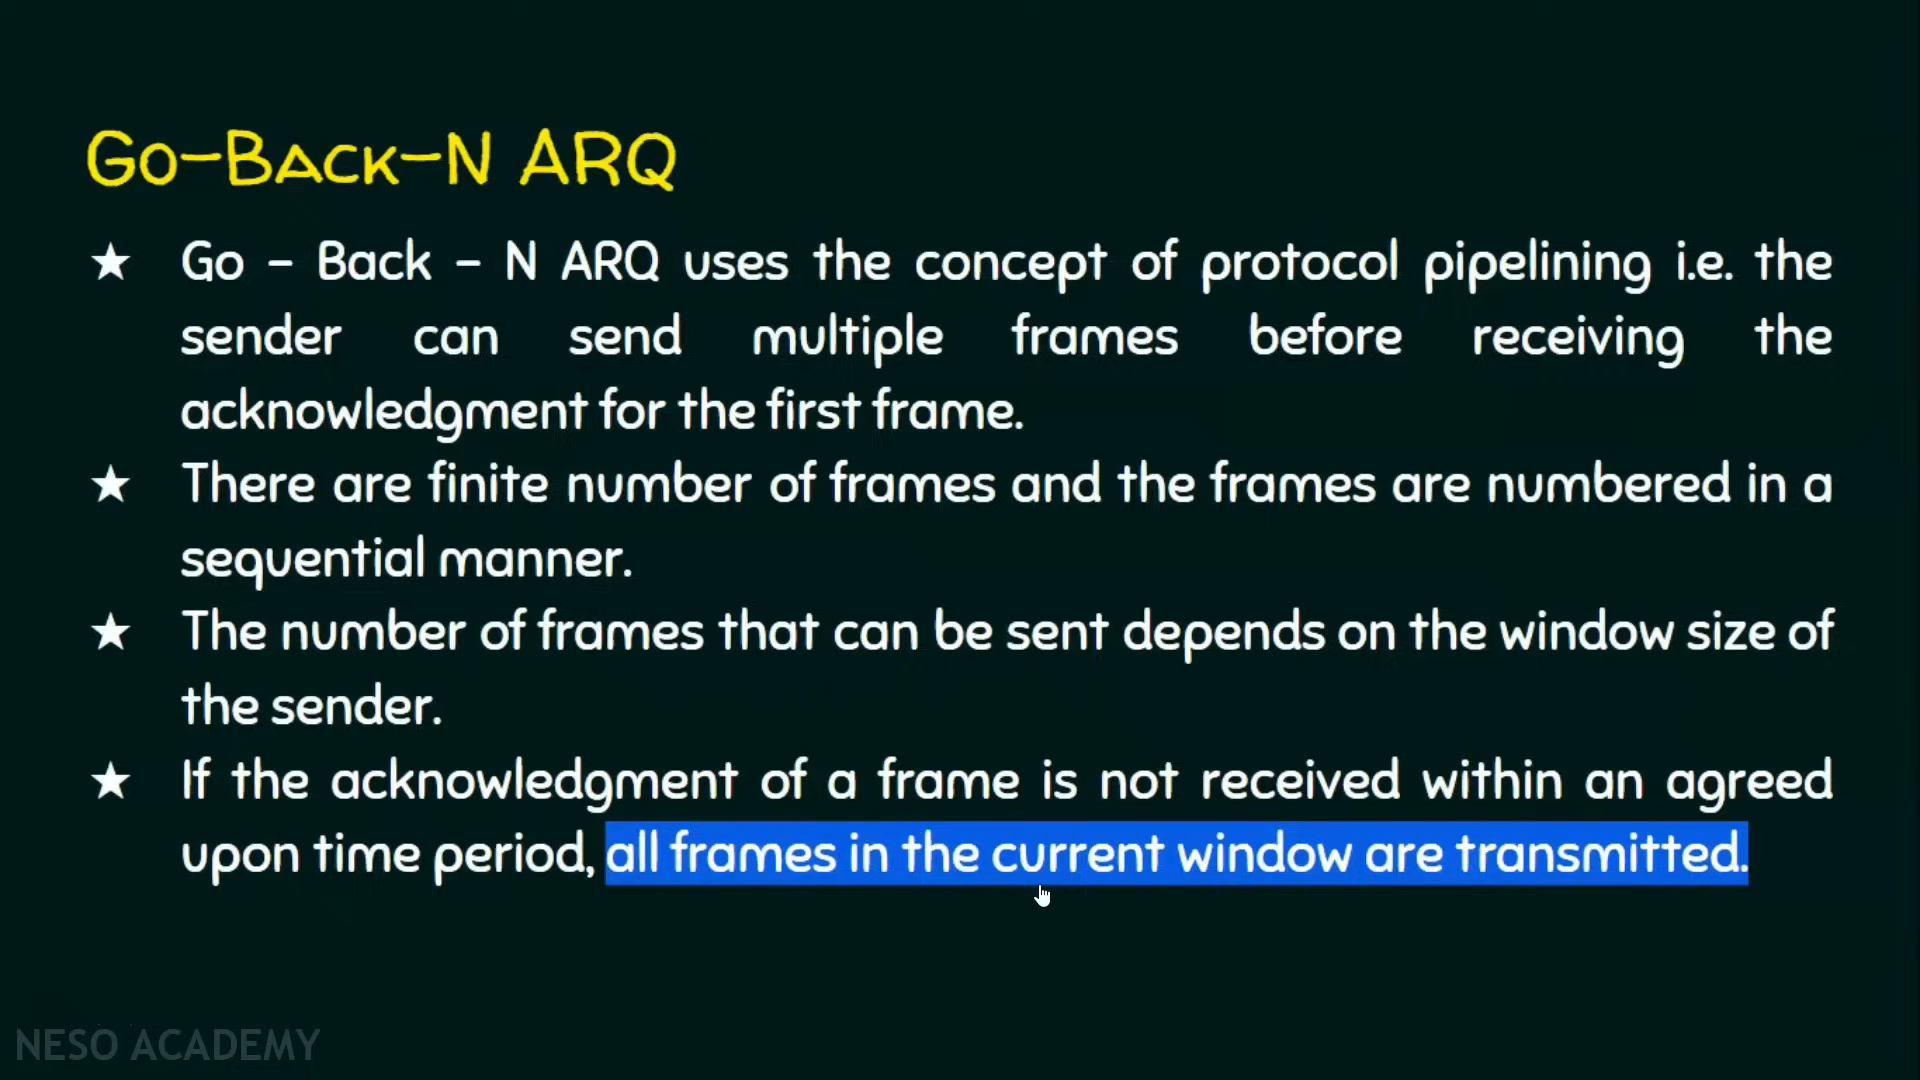 Go-Back-N ARQ
★ Go – Back – N ARQ uses the concept of protocol pipelining i.e. the
sender can send multiple frames before receiving the
acknowledgment for the first frame.
★ There are finite number of frames and the frames are numbered in a
sequential manner.
★ The number of frames that can be sent depends on the window size of
the sender.
★ If the acknowledgment of a frame is not received within an agreed
upon time period, all frames in the current window are transmitted.
NESO ACADEMY